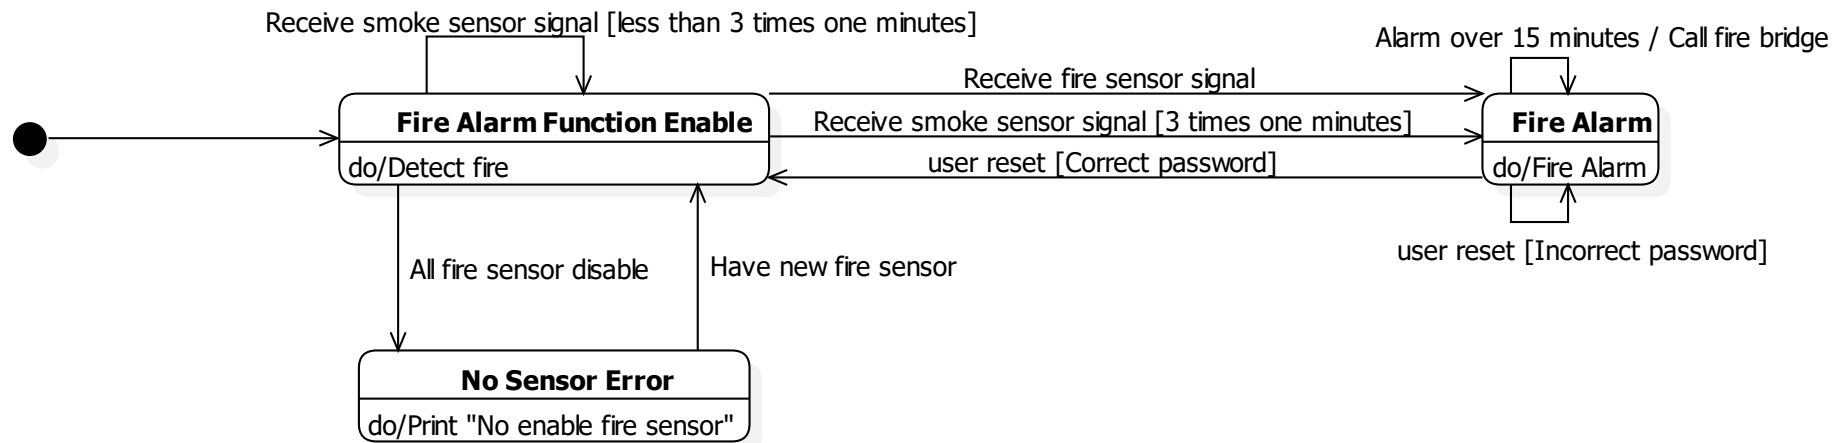 Receive smoke sensor signal [less than 3 times one minutes]
Alarm over 15 minutes / Call fire bridge
Receive fire sensor signal
Fire Alarm Function Enable
Receive smoke sensor signal [3 times one minutes]
Fire Alarm
do/Detect fire
user reset [Correct password]
do/Fire Alarm
user reset [Incorrect password]
All fire sensor disable
Have new fire sensor
No Sensor Error
do/Print "No enable fire sensor"